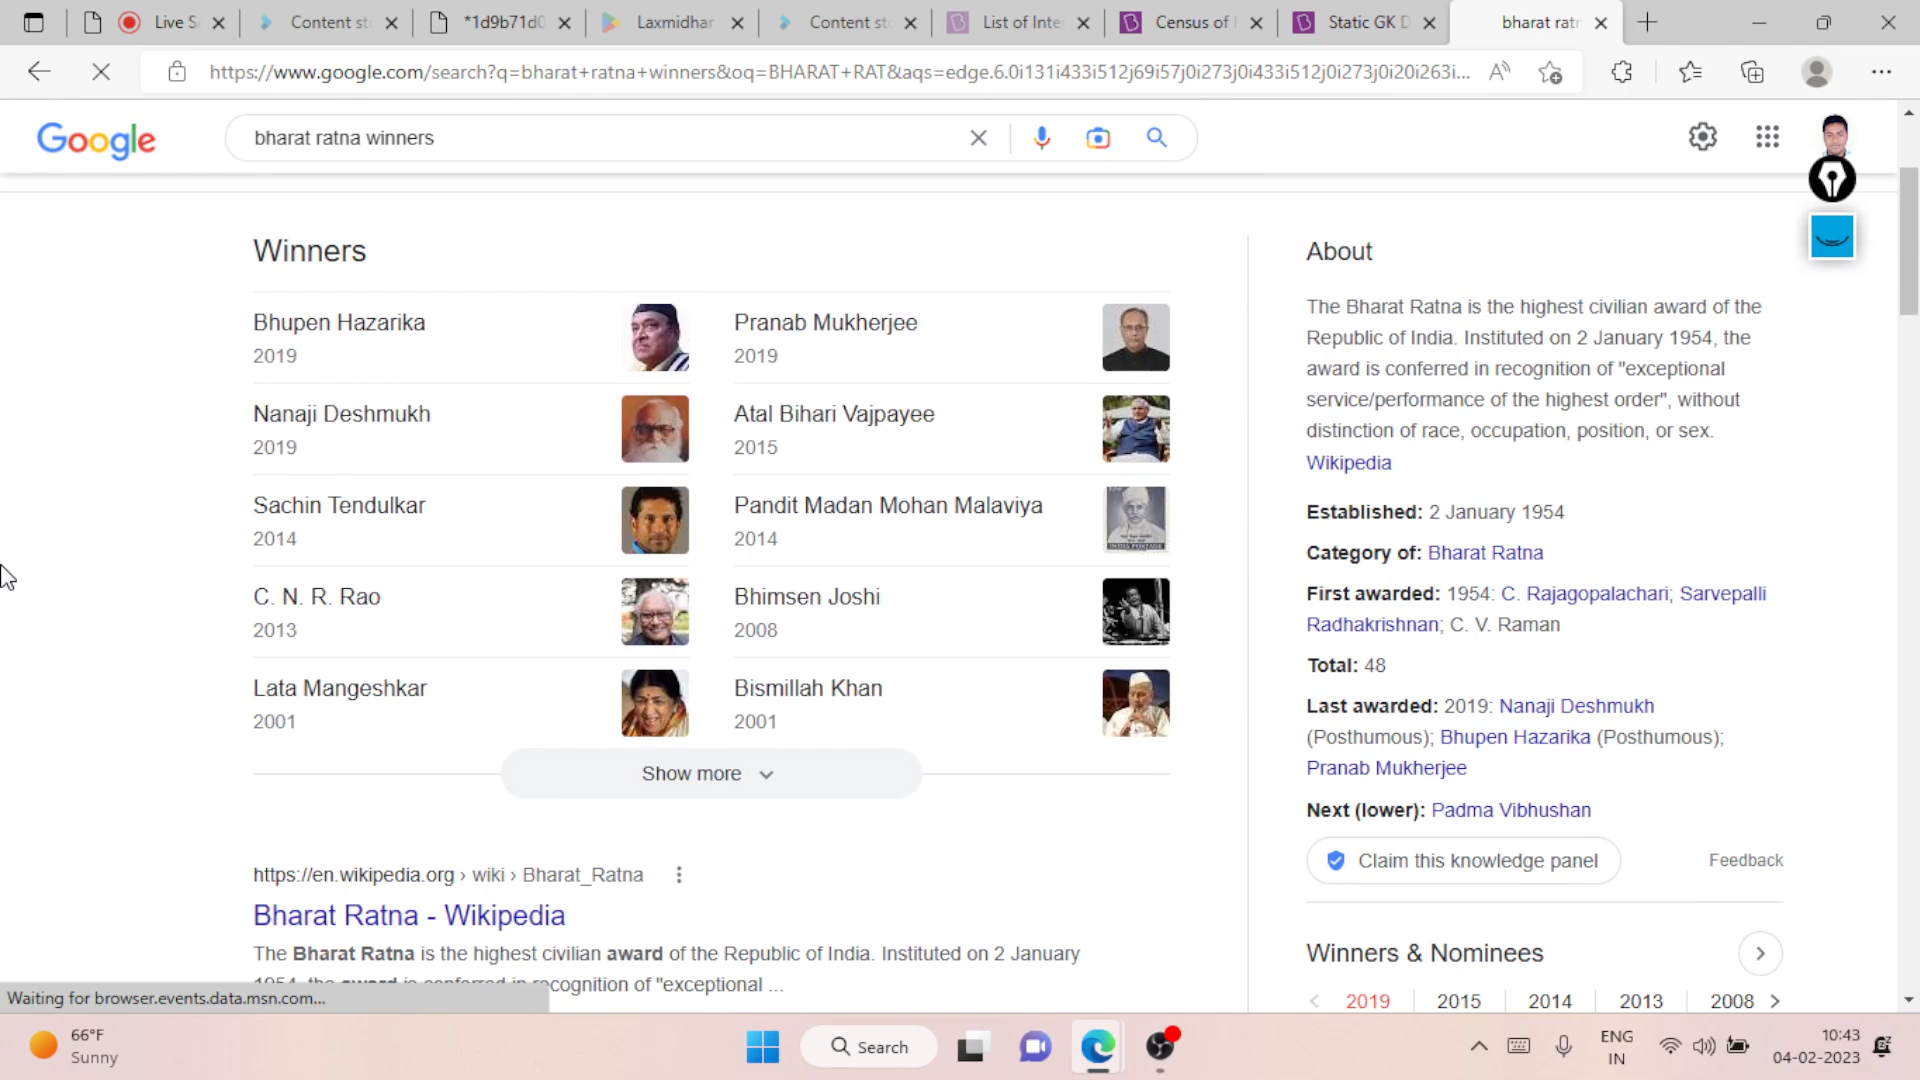 Live S
Content st
*1d9b71d0
Laxmidhar
Content st
List of Inte
Census of I
Static GK D
bharat ratn
https://www.google.com/search?q=bharat+ratna+winners&oq=BHARAT+RAT&aqs=edge.6.0i131i433i512j69i57j0i273j0i433i512j0i273j0i20i263i...
Google
bharat ratna winners
Winners
Bhupen Hazarika
2019
Pranab Mukherjee
2019
Nanaji Deshmukh
2019
Atal Bihari Vajpayee
2015
Sachin Tendulkar
2014
Pandit Madan Mohan Malaviya
2014
C. N. R. Rao
2013
Bhimsen Joshi
2008
Lata Mangeshkar
2001
Bismillah Khan
2001
Show more
https://en.wikipedia.org › wiki › Bharat_Ratna
Bharat Ratna - Wikipedia
The Bharat Ratna is the highest civilian award of the Republic of India. Instituted on 2 January
1954, the award is conferred in recognition of "exceptional ...
About
The Bharat Ratna is the highest civilian award of the
Republic of India. Instituted on 2 January 1954, the
award is conferred in recognition of "exceptional
service/performance of the highest order", without
distinction of race, occupation, position, or sex.
Wikipedia
Established: 2 January 1954
Category of: Bharat Ratna
First awarded: 1954: C. Rajagopalachari; Sarvepalli
Radhakrishnan; C. V. Raman
Total: 48
Last awarded: 2019: Nanaji Deshmukh
(Posthumous); Bhupen Hazarika (Posthumous);
Pranab Mukherjee
Next (lower): Padma Vibhushan
Claim this knowledge panel
Feedback
Winners & Nominees
2019 2015 2014 2013 2008
Waiting for browser.events.data.msn.com...
66°F
Sunny
Search
ENG
IN
10:43
04-02-2023